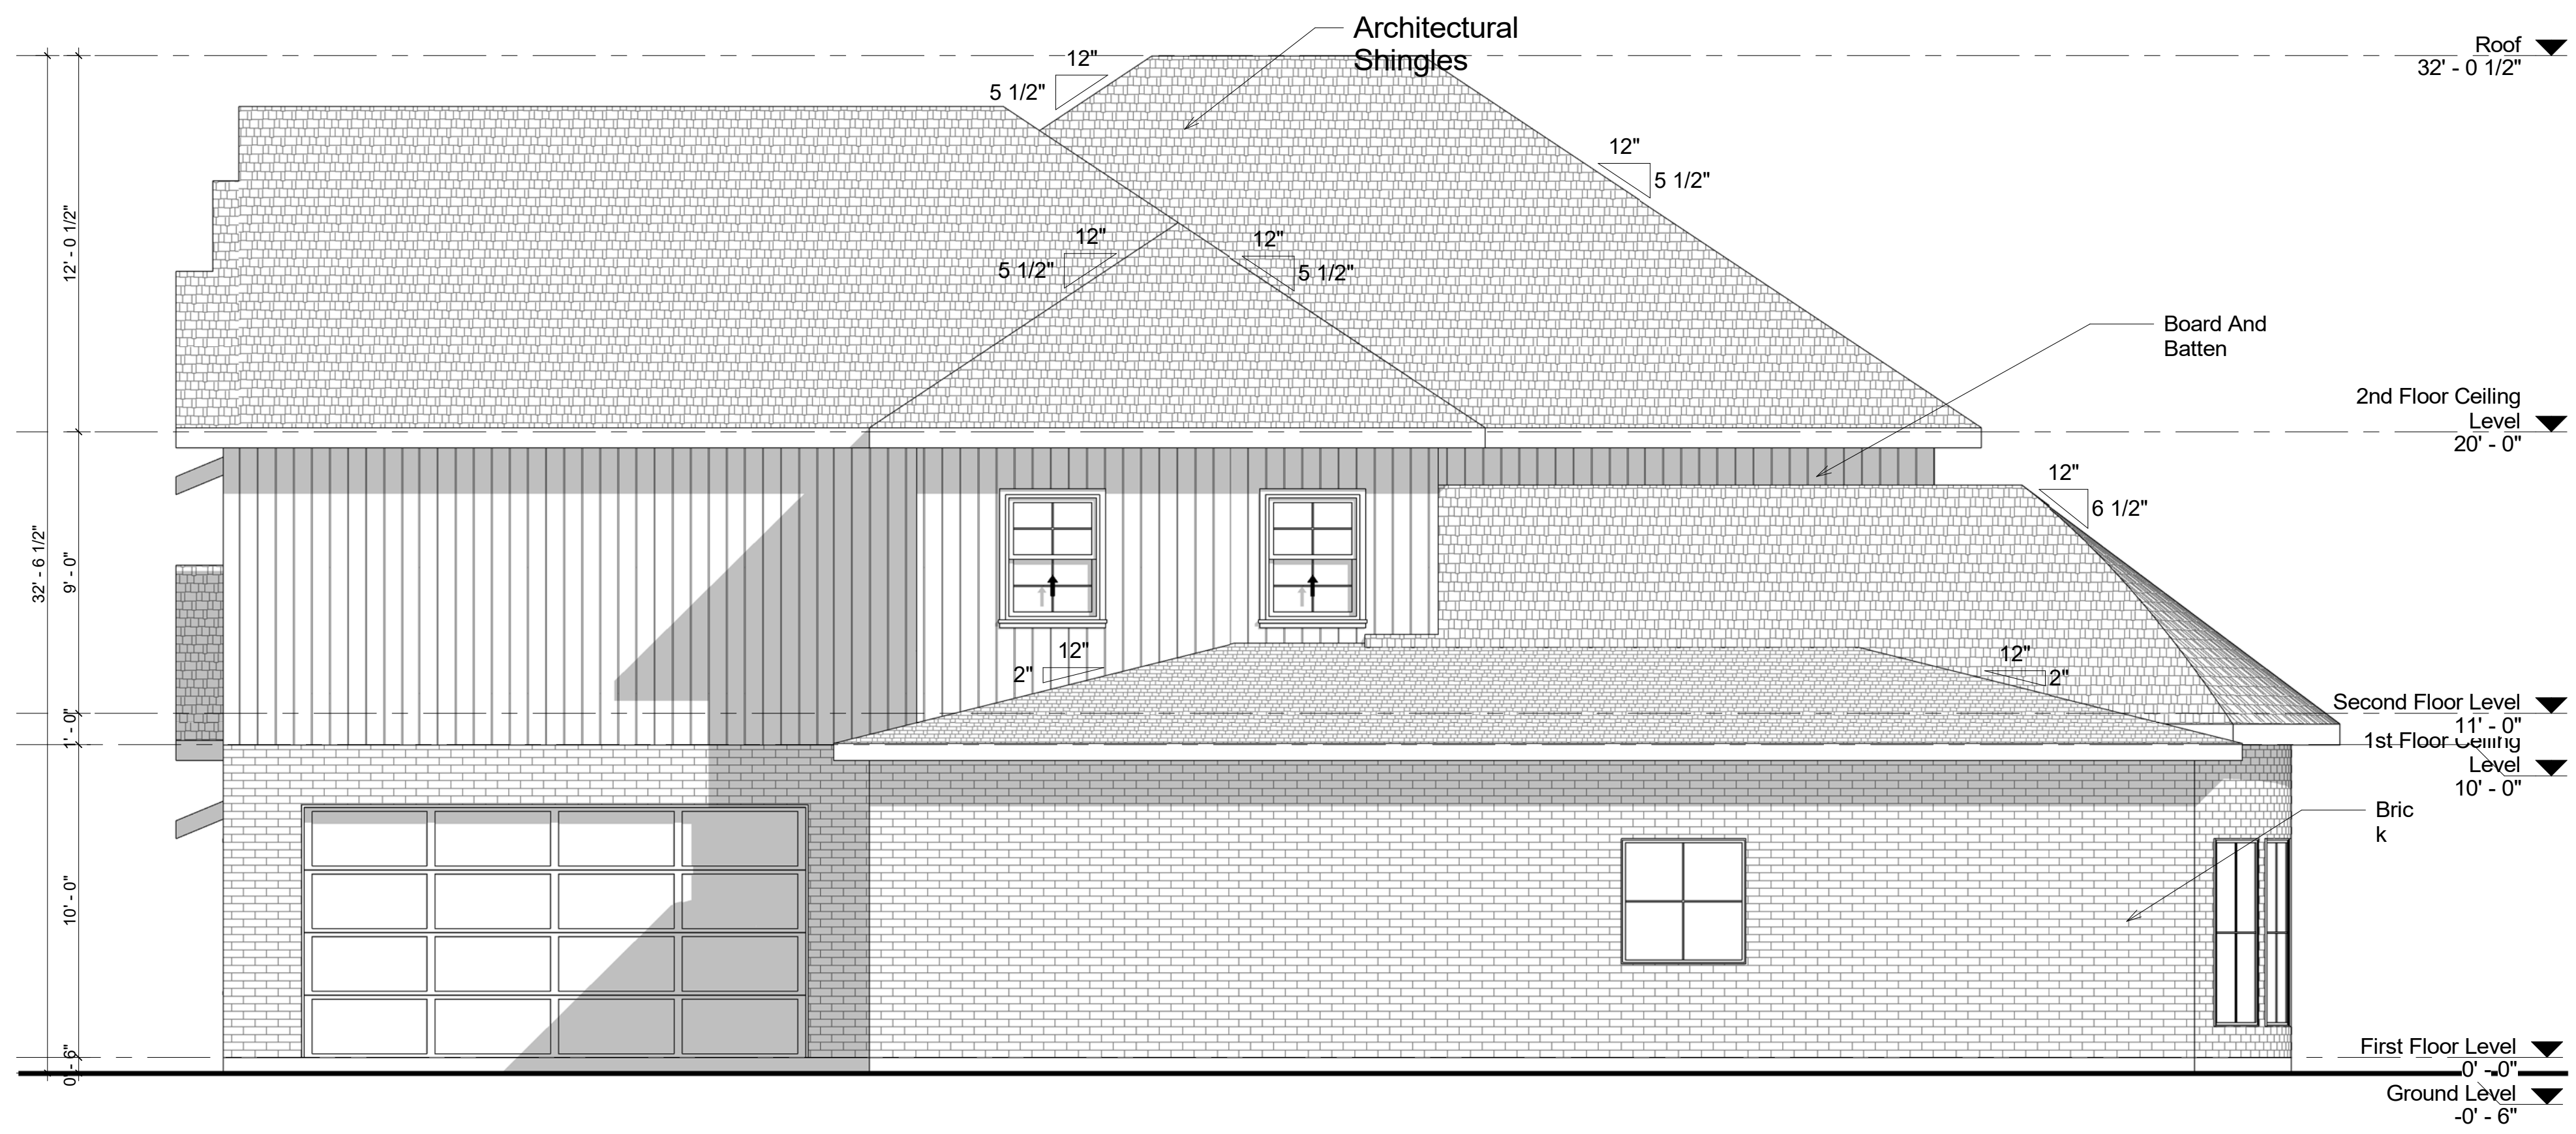 Architectural
Shingles
Roof
32' - 0 1/2"
12"
5 1/2"
12"
5 1/2"
12"
5 1/2"
12"
5 1/2"
12' - 0 1/2"
Board And
Batten
2nd Floor Ceiling
Level
20' - 0"
12"
6 1/2"
32' - 6 1/2"
9' - 0"
12"
2"
12"
2"
Second Floor Level
11' - 0"
1' - 0"
1st Floor Ceiling
Level
10' - 0"
Bric
k
10' - 0"
First Floor Level
0' - 0"
0' - 6"
Ground Level
-0' - 6"